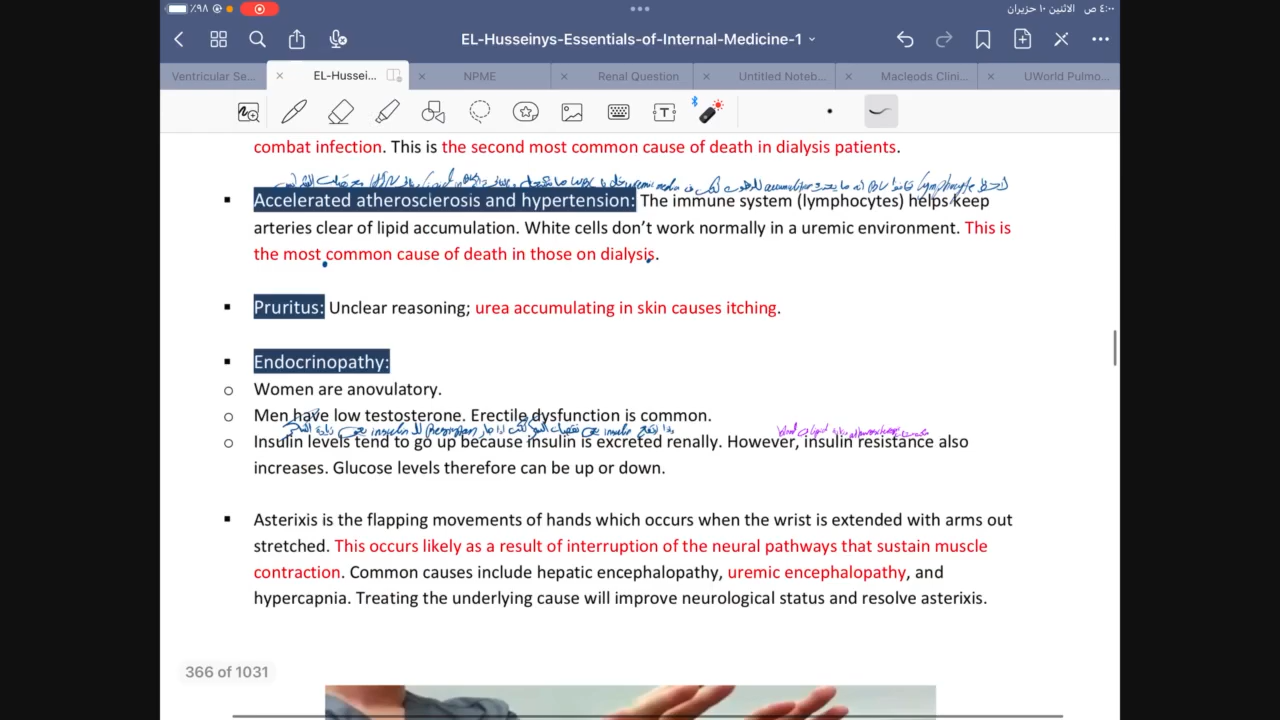 ٩٨٪
٤:٠٠ ص الاثنين ١٠ حزيران
EL-Husseinys-Essentials-of-Internal-Medicine-1
Ventricular Se...
EL-Hussei...
NPME
Renal Question
Untitled Noteb...
Macleods Clini...
UWorld Pulmo...
combat infection. This is the second most common cause of death in dialysis patients.
▪ Accelerated atherosclerosis and hypertension: The immune system (lymphocytes) helps keep
arteries clear of lipid accumulation. White cells don’t work normally in a uremic environment. This is
the most common cause of death in those on dialysis.
▪ Pruritus: Unclear reasoning; urea accumulating in skin causes itching.
▪ Endocrinopathy:
o Women are anovulatory.
o Men have low testosterone. Erectile dysfunction is common.
o Insulin levels tend to go up because insulin is excreted renally. However, insulin resistance also
increases. Glucose levels therefore can be up or down.
▪ Asterixis is the flapping movements of hands which occurs when the wrist is extended with arms out
stretched. This occurs likely as a result of interruption of the neural pathways that sustain muscle
contraction. Common causes include hepatic encephalopathy, uremic encephalopathy, and
hypercapnia. Treating the underlying cause will improve neurological status and resolve asterixis.
366 of 1031